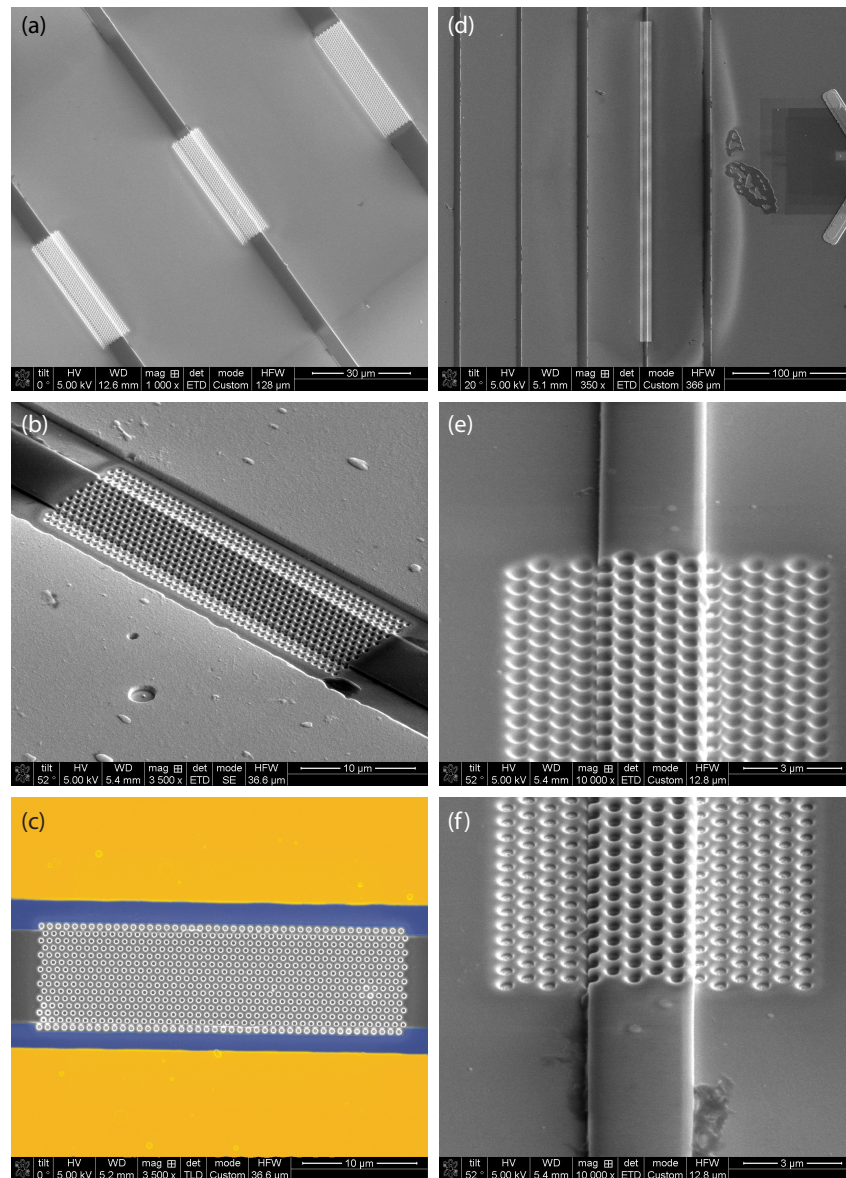 (a)
tilt HV WD mag det mode HFW
0° 5.00 kV 12.6 mm 1 000 x ETD Custom 128 µm 30 µm
(b)
tilt HV WD mag det mode HFW
52° 5.00 kV 5.4 mm 3 500 x ETD SE 36.6 µm 10 µm
(c)
tilt HV WD mag det mode HFW
0° 5.00 kV 5.2 mm 3.500 x TLD Custom 36.6 µm 10 µm
(d)
tilt HV WD mag det mode HFW
20° 5.00 kV 5.1 mm 350 x ETD Custom 366 µm 100 µm
(e)
tilt HV WD mag det mode HFW
52° 5.00 kV 5.4 mm 10 000 x ETD Custom 12.8 µm 3 µm
(f)
tilt HV WD mag det mode HFW
52° 5.00 kV 5.4 mm 10 000 x ETD Custom 12.8 µm 3 µm